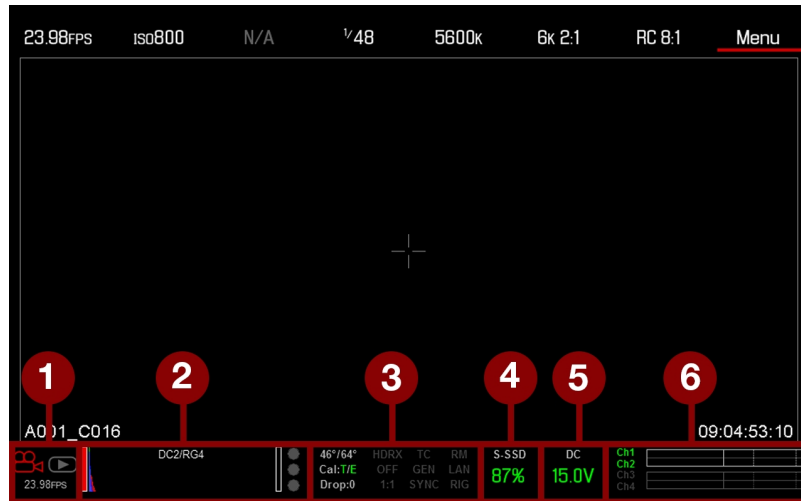 23.98FPS ISO800 N/A 1/48 5600K 6K 2:1 RC 8:1 Menu
1 2 3 4 5 6
A001_C016 09:04:53:10
23.98FPS
DC2/RG4
46°/64° HDRX TC RM
Cal:T/E OFF GEN LAN
Drop:0 1:1 SYNC RIG
S-SSD
87%
DC
15.0V
Ch1
Ch2
Ch3
Ch4